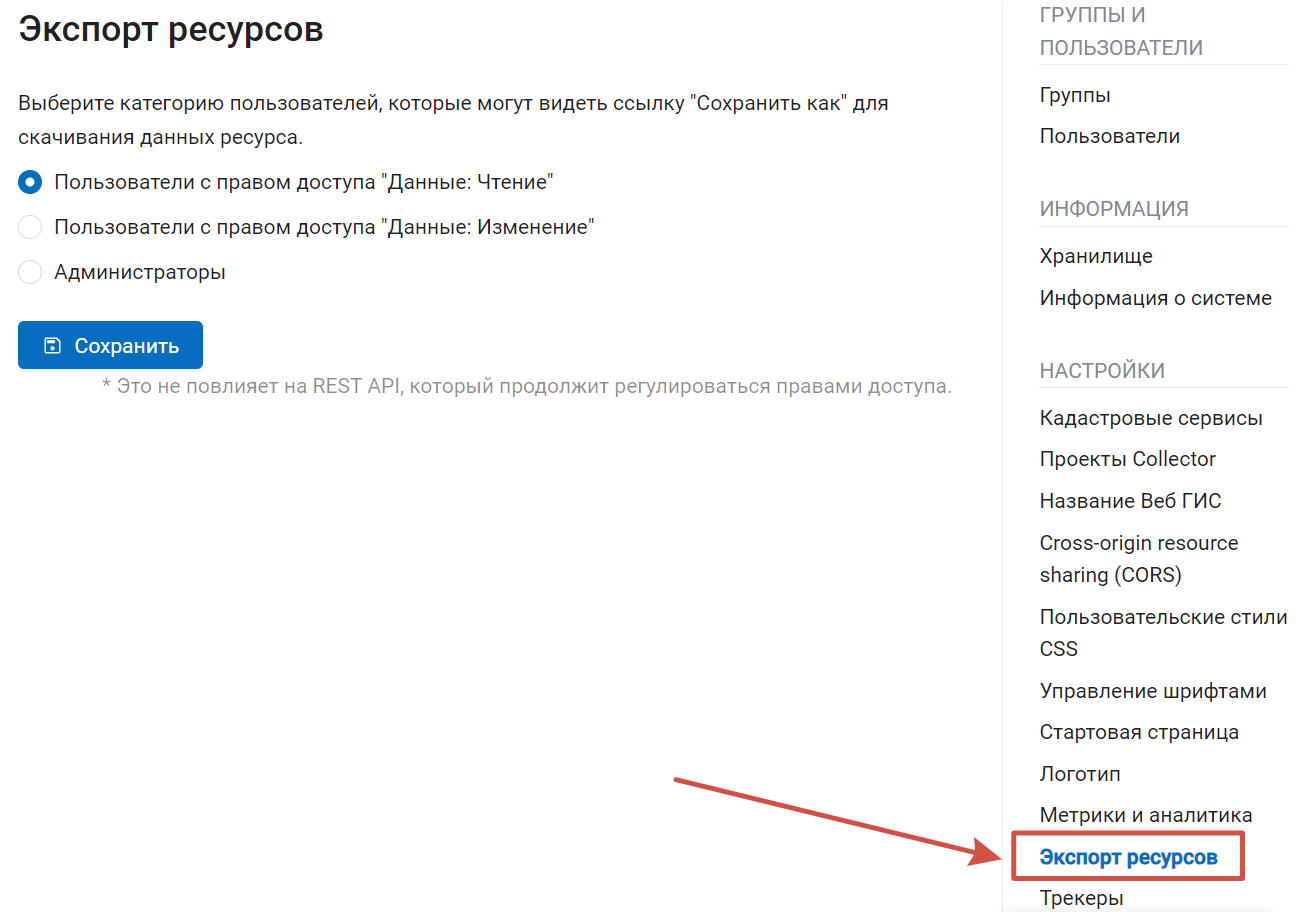 Экспорт ресурсов
Выберите категорию пользователей, которые могут видеть ссылку "Сохранить как" для
скачивания данных ресурса.
Пользователи с правом доступа "Данные: Чтение"
Пользователи с правом доступа "Данные: Изменение"
Администраторы
Сохранить
* Это не повлияет на REST API, который продолжит регулироваться правами доступа.
ГРУППЫ И
ПОЛЬЗОВАТЕЛИ
Группы
Пользователи
ИНФОРМАЦИЯ
Хранилище
Информация о системе
НАСТРОЙКИ
Кадастровые сервисы
Проекты Collector
Название Веб ГИС
Cross-origin resource
sharing (CORS)
Пользовательские стили
CSS
Управление шрифтами
Стартовая страница
Логотип
Метрики и аналитика
Экспорт ресурсов
Трекеры